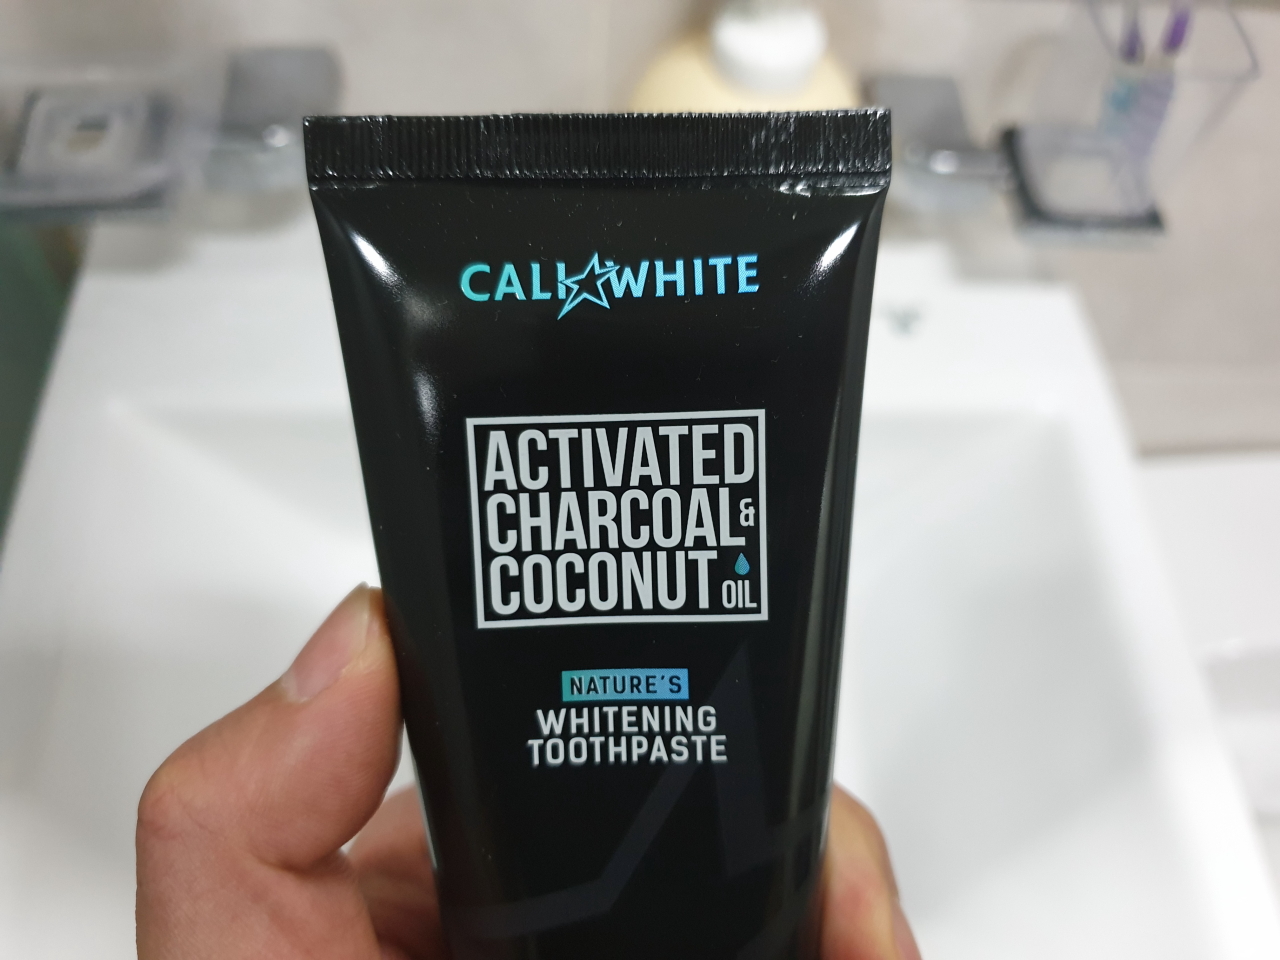 CALI WHITE
ACTIVATED
CHARCOAL &
COCONUT OIL
NATURE'S
WHITENING
TOOTHPASTE